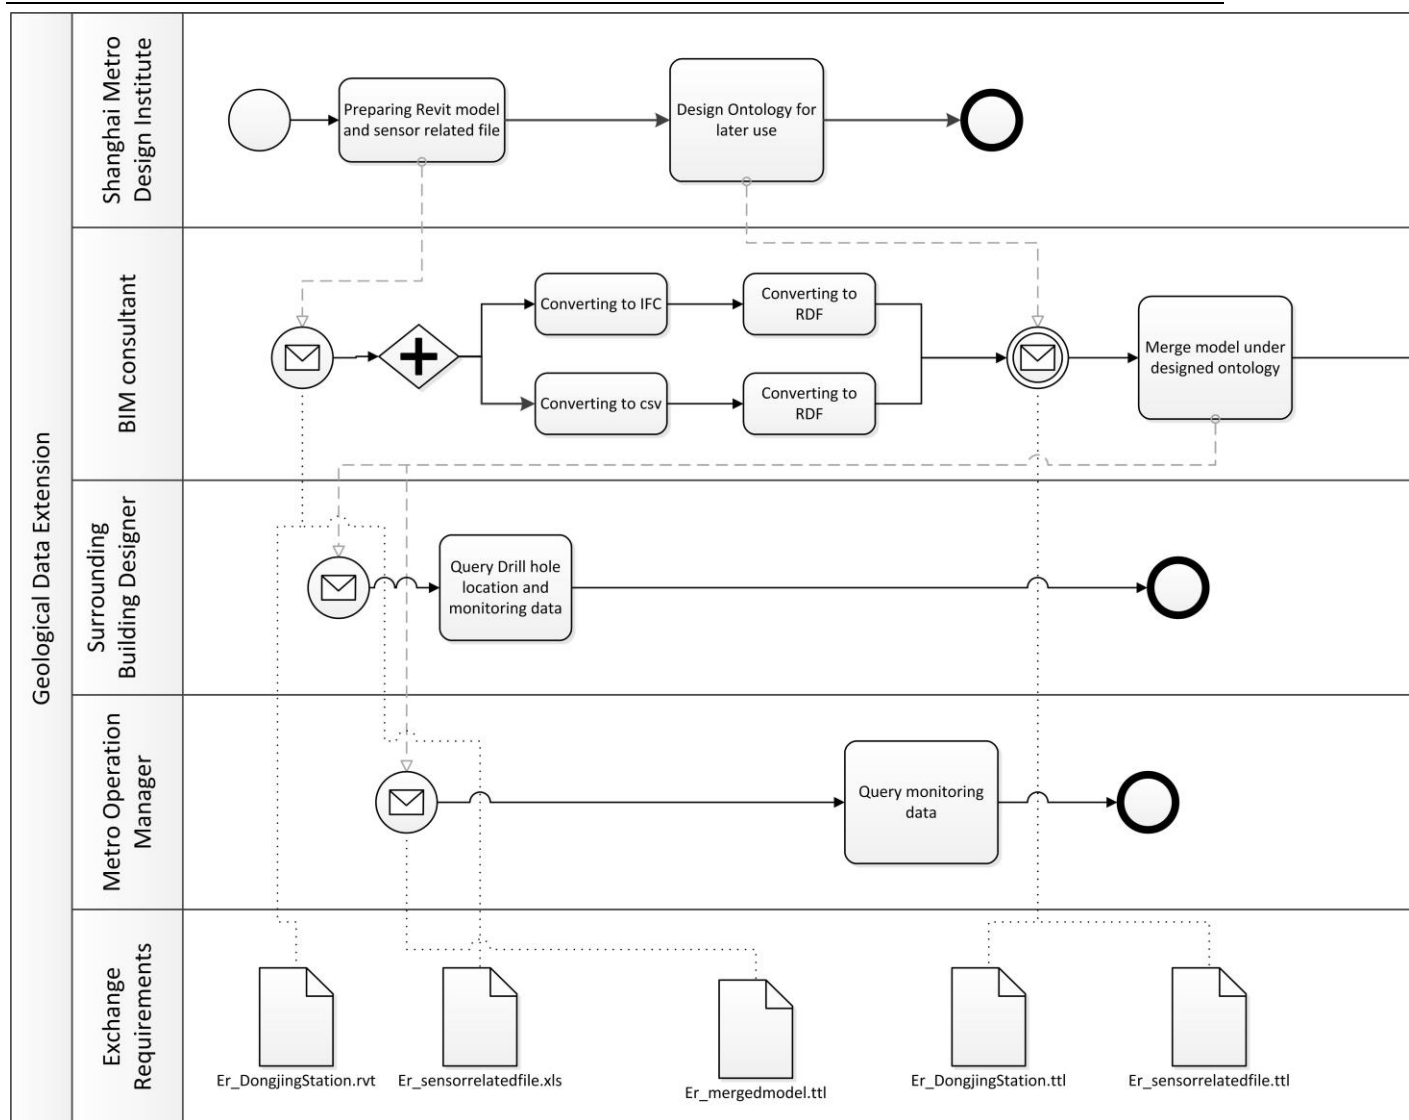 Geological Data Extension
Shanghai Metro
Design Institute
Preparing Revit model
and sensor related file
Design Ontology for
later use
BIM consultant
Converting to IFC
Converting to
RDF
Converting to csv
Converting to
RDF
Merge model under
designed ontology
Surrounding
Building Designer
Query Drill hole
location and
monitoring data
Metro Operation
Manager
Query monitoring
data
Exchange
Requirements
Er_DongjingStation.rvt
Er_sensorrelatedfile.xls
Er_mergedmodel.ttl
Er_DongjingStation.ttl
Er_sensorrelatedfile.ttl